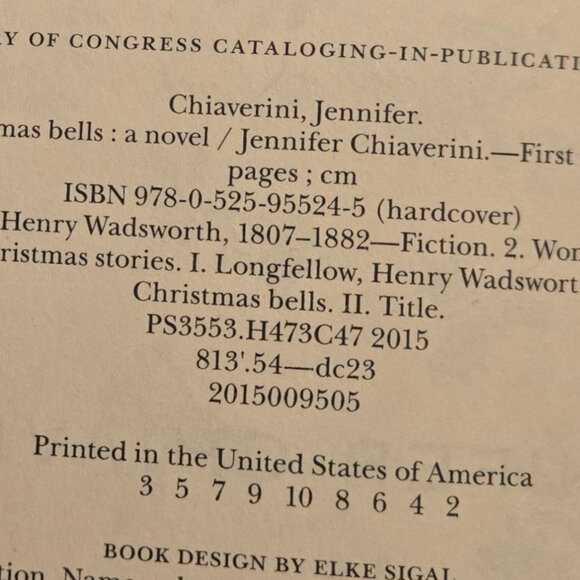 Y OF CONGRESS CATALOGING-IN-PUBLICATI
Chiaverini, Jennifer.
mas bells : a novel / Jennifer Chiaverini.—First
pages ; cm
ISBN 978-0-525-95524-5 (hardcover)
Henry Wadsworth, 1807–1882—Fiction. 2. Wom
ristmas stories. I. Longfellow, Henry Wadswort
Christmas bells. II. Title.
PS3553.H473C47 2015
813'.54—dc23
2015009505
Printed in the United States of America
3 5 7 9 10 8 6 4 2
BOOK DESIGN BY ELKE SIGAL